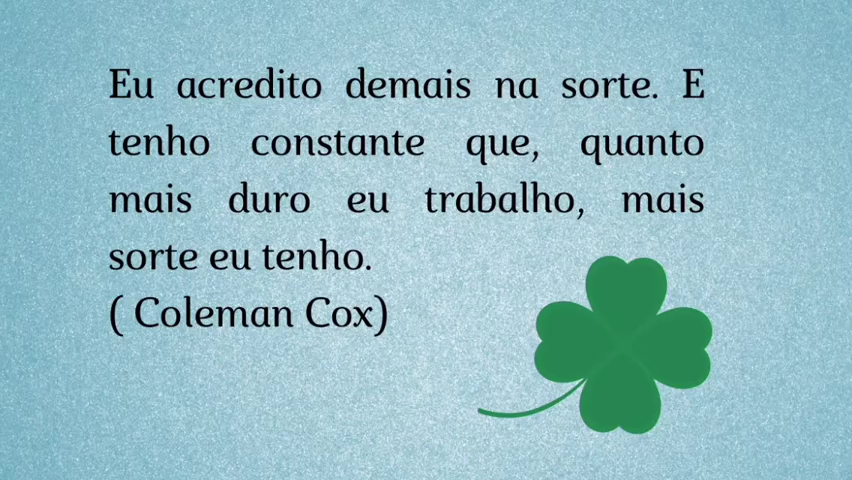 Eu acredito demais na sorte. E
tenho constante que, quanto
mais duro eu trabalho, mais
sorte eu tenho.
( Coleman Cox)